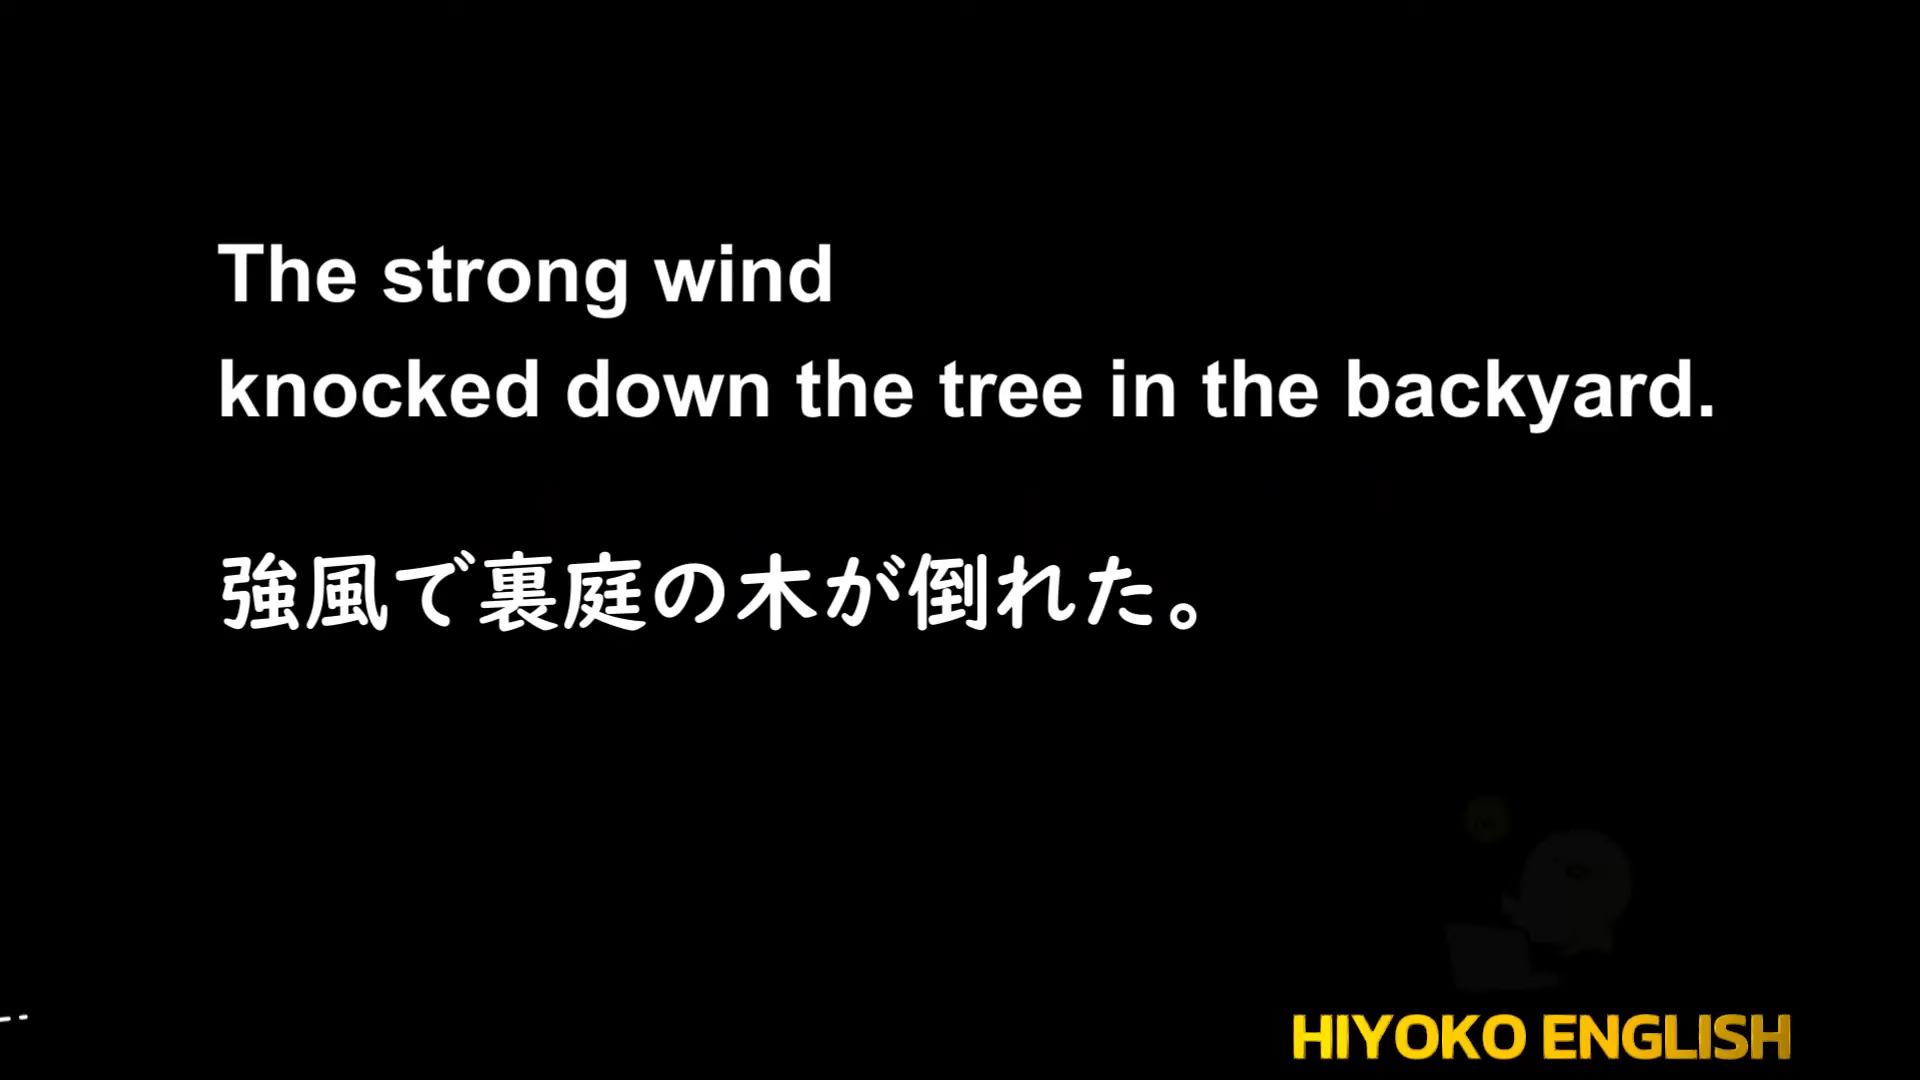 The strong wind
knocked down the tree in the backyard.
強風で裏庭の木が倒れた。
HIYOKO ENGLISH